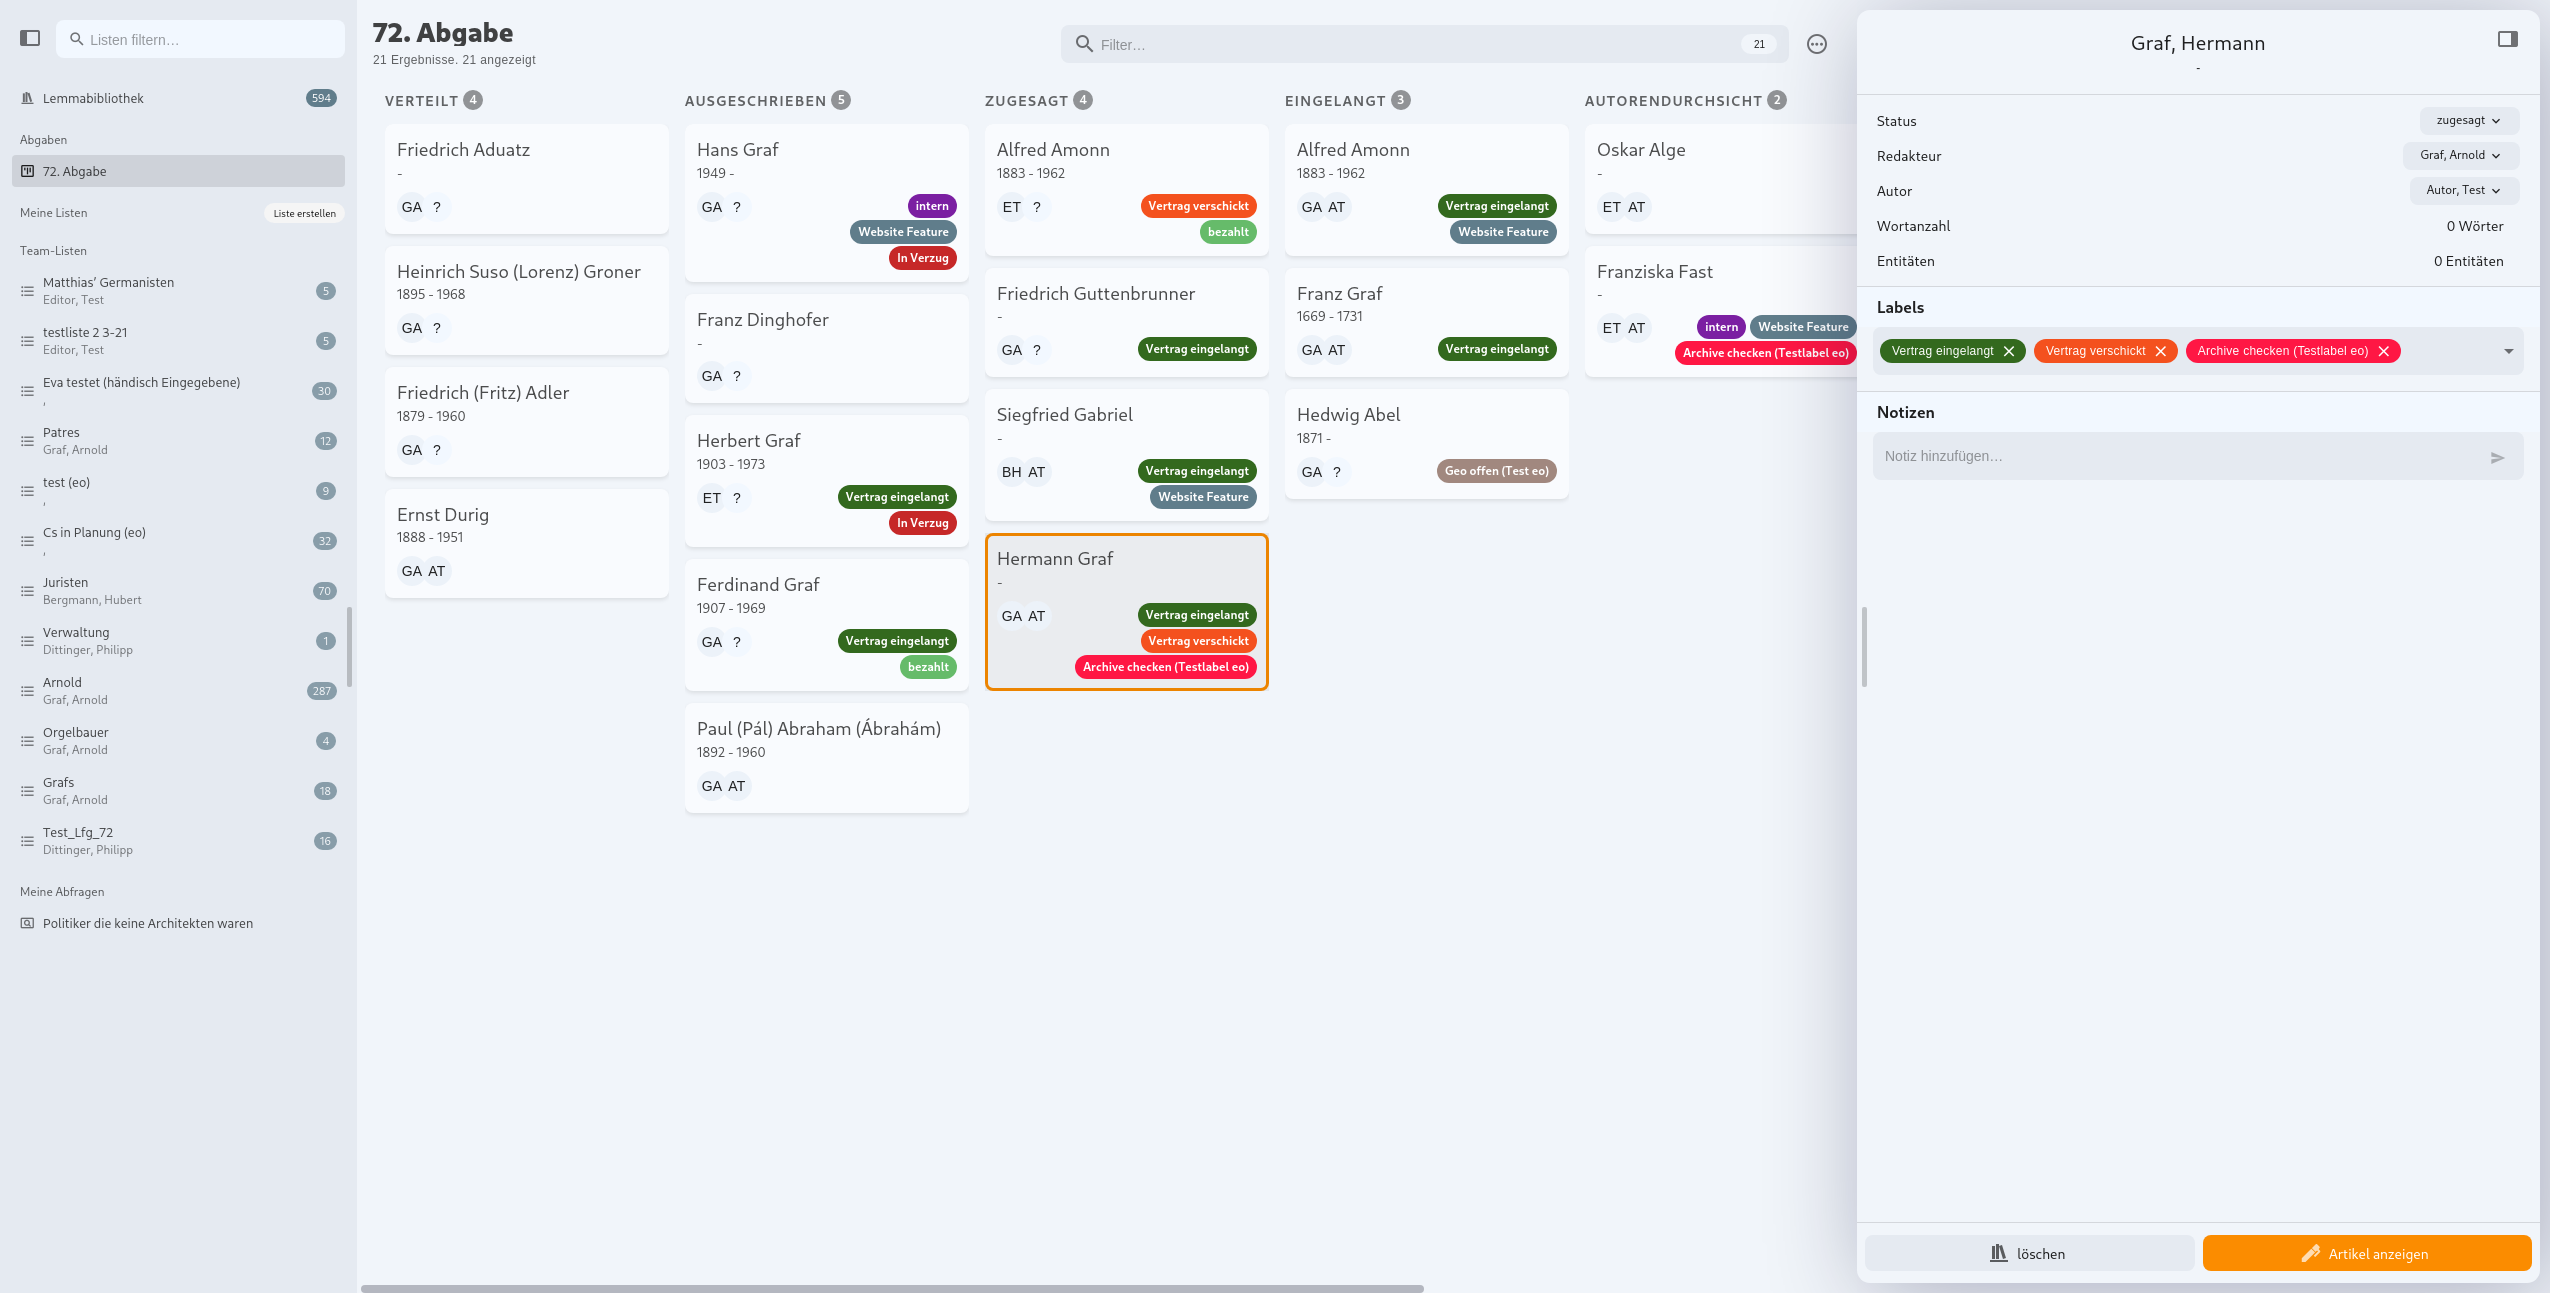 Listen filtern…
Lemmabibliothek 594
Abgaben
72. Abgabe
Meine Listen Liste erstellen
Team-Listen
Matthias’ Germanisten 5
Editor, Test
testliste 2 3-21 5
Editor, Test
Eva testet (händisch Eingegebene) 30
,
Patres 12
Graf, Arnold
test (eo) 9
,
Cs in Planung (eo) 32
,
Juristen 70
Bergmann, Hubert
Verwaltung 1
Dittinger, Philipp
Arnold 287
Graf, Arnold
Orgelbauer 4
Graf, Arnold
Grafs 18
Graf, Arnold
Test_Lfg_72 16
Dittinger, Philipp
Meine Abfragen
Politiker die keine Architekten waren
72. Abgabe
21 Ergebnisse. 21 angezeigt
Filter… 21
VERTEILT 4
Friedrich Aduatz
-
GA ?
Heinrich Suso (Lorenz) Groner
1895 - 1968
GA ?
Friedrich (Fritz) Adler
1879 - 1960
GA ?
Ernst Durig
1888 - 1951
GA AT
AUSGESCHRIEBEN 5
Hans Graf
1949 -
GA ? intern
Website Feature
In Verzug
Franz Dinghofer
-
GA ?
Herbert Graf
1903 - 1973
ET ? Vertrag eingelangt
In Verzug
Ferdinand Graf
1907 - 1969
GA ? Vertrag eingelangt
bezahlt
Paul (Pál) Abraham (Ábrahám)
1892 - 1960
GA AT
ZUGESAGT 4
Alfred Amonn
1883 - 1962
ET ? Vertrag verschickt
bezahlt
Friedrich Guttenbrunner
-
GA ? Vertrag eingelangt
Siegfried Gabriel
-
BH AT Vertrag eingelangt
Website Feature
Hermann Graf
-
GA AT Vertrag eingelangt
Vertrag verschickt
Archive checken (Testlabel eo)
EINGELANGT 3
Alfred Amonn
1883 - 1962
GA AT Vertrag eingelangt
Website Feature
Franz Graf
1669 - 1731
GA AT Vertrag eingelangt
Hedwig Abel
1871 -
GA ? Geo offen (Test eo)
AUTORENDURCHSICHT 2
Oskar Alge
-
ET AT
Franziska Fast
-
ET AT intern Website Feature
Archive checken (Testlabel eo)
Graf, Hermann
-
Status zugesagt
Redakteur Graf, Arnold
Autor Autor, Test
Wortanzahl 0 Wörter
Entitäten 0 Entitäten
Labels
Vertrag eingelangt Vertrag verschickt Archive checken (Testlabel eo)
Notizen
Notiz hinzufügen…
löschen Artikel anzeigen